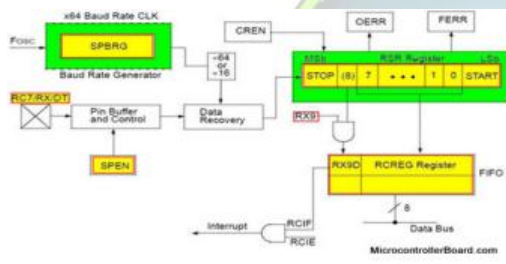 x64 Baud Rate CLK
FOSC
SPBRG
Baud Rate Generator
÷64
or
÷16
CREN
OERR
FERR
MSb
RSR Register
LSb
STOP (8) 7 • • • 1 0 START
RC7/RX/DT
Pin Buffer
and Control
Data
Recovery
RX9
SPEN
RX9D
RCREG Register
FIFO
8
Data Bus
Interrupt
RCIF
RCIE
MicrocontrollerBoard.com